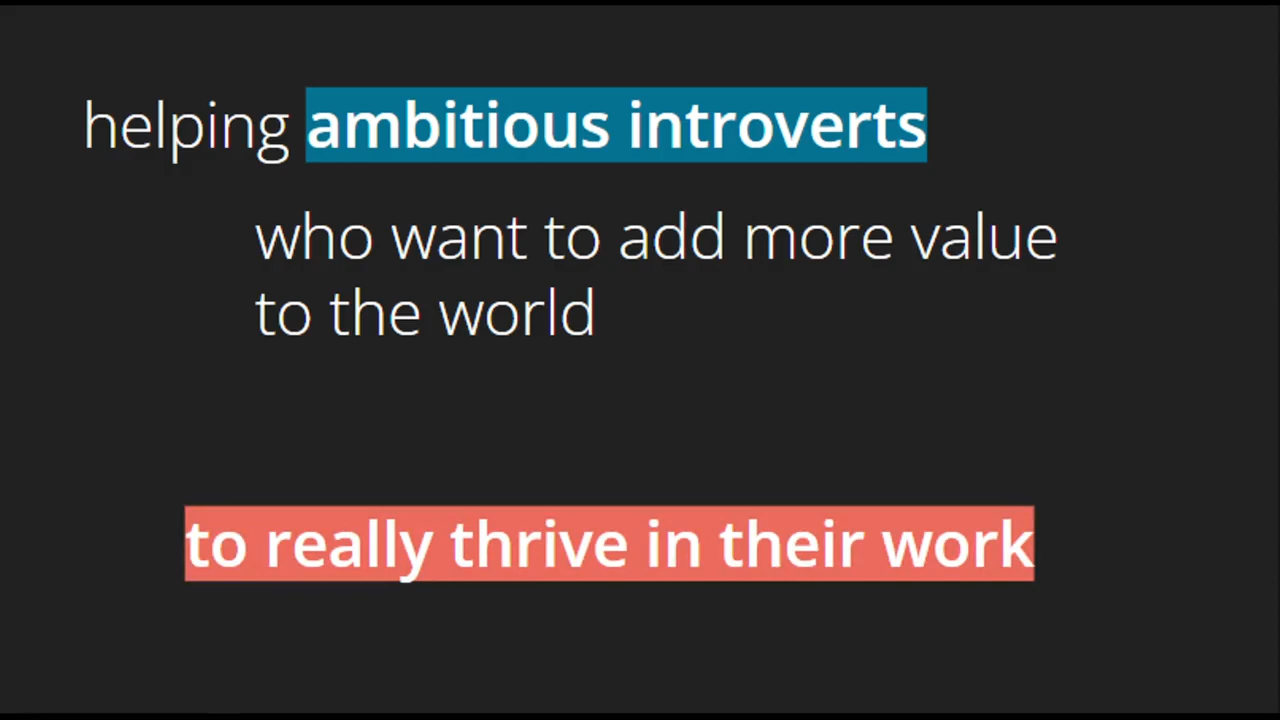 helping ambitious introverts
who want to add more value
to the world
to really thrive in their work